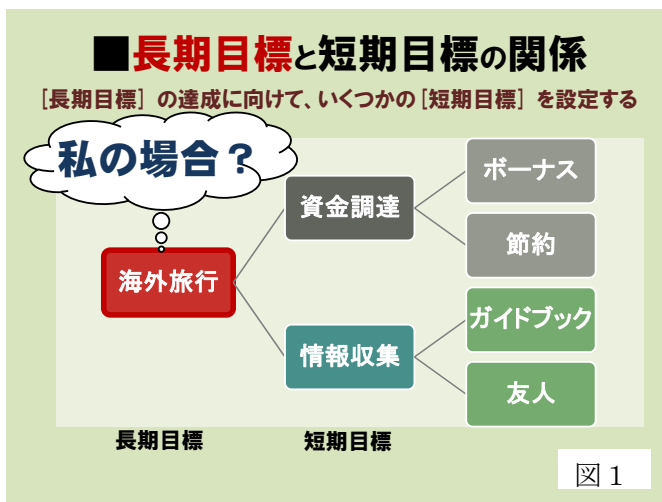 ■長期目標と短期目標の関係
[長期目標] の達成に向けて、いくつかの [短期目標] を設定する
私の場合？
ボーナス
資金調達
節約
海外旅行
ガイドブック
情報収集
友人
長期目標
短期目標
図１